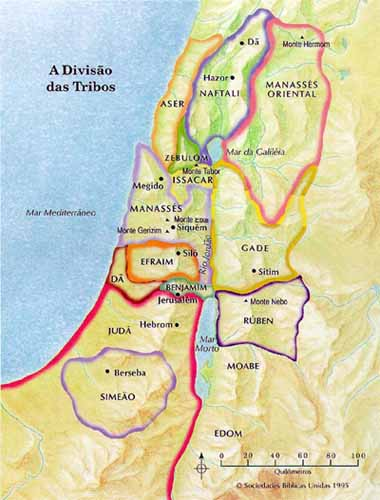 A Divisão
das Tribos
Dã
Monte Hermom
Hazor
NAFTALI
MANASSÉS
ORIENTAL
ASER
Mar da Galiléia
ZEBULOM
Monte Tabor
ISSACAR
Megido
MANASSÉS
Mar Mediterrâneo
Monte Ebal
Siquém
Monte Gerizim
Rio Jordão
Silo
EFRAIM
GADE
Sitim
DÃ
BENJAMIM
Jerusalém
Monte Nebo
RÚBEN
Hebrom
JUDÁ
Mar
Morto
MOABE
Berseba
SIMEÃO
EDOM
0 20 40 60 80 100
Quilômetros
© Sociedades Bíblicas Unidas 1995